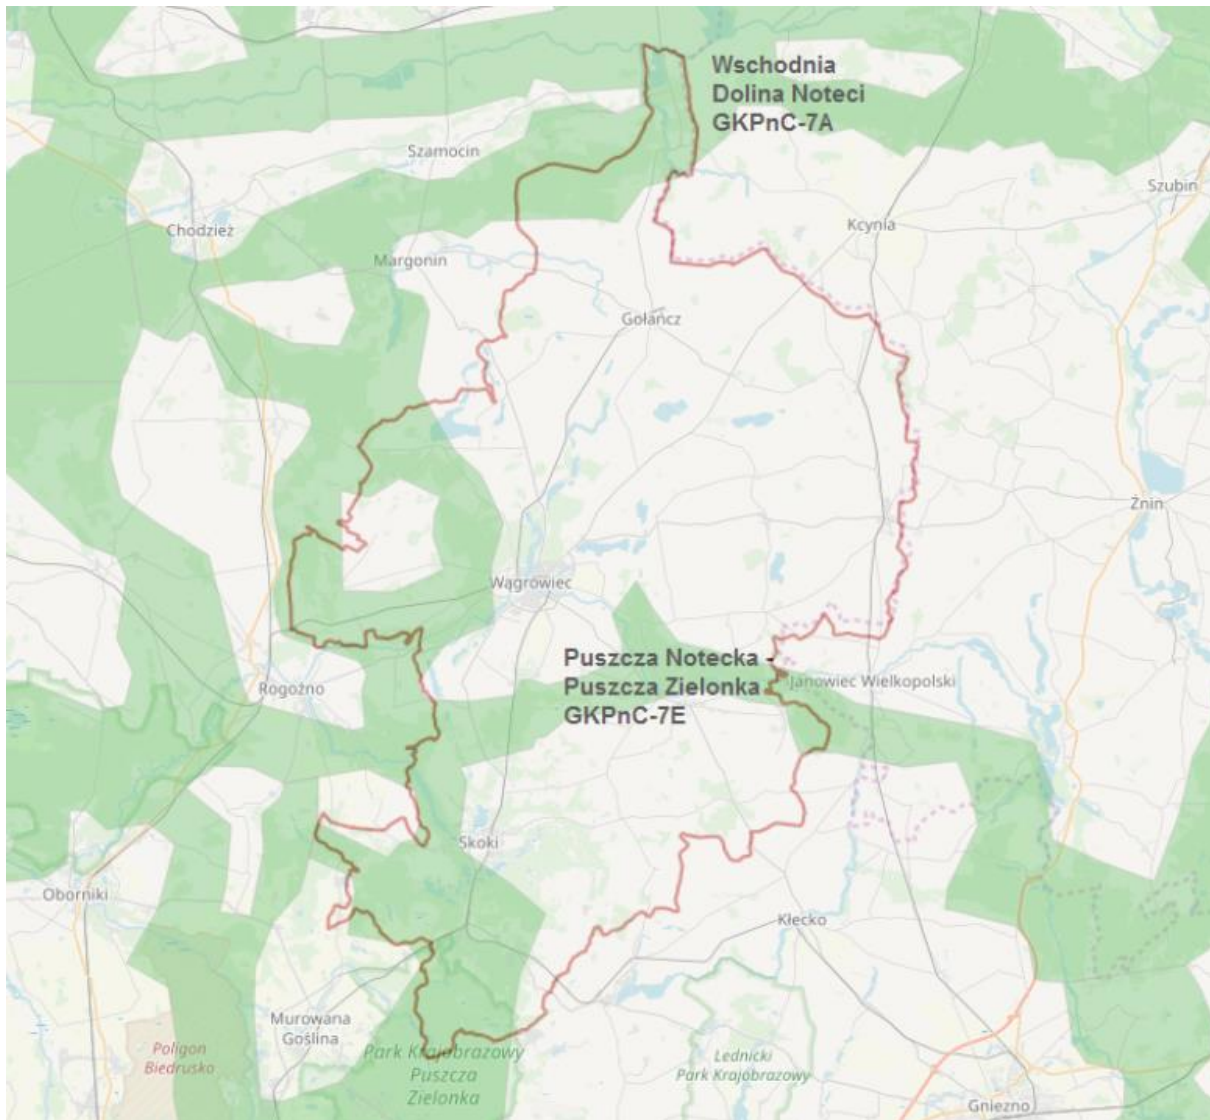 Wschodnia
Dolina Noteci
GKPnC-7A
Szamocin
Szubin
Chodzież
Kcynia
Margonin
Gołańcz
Żnin
Wągrowiec
Puszcza Notecka -
Puszcza Zielonka
GKPnC-7E
Janowiec Wielkopolski
Rogoźno
Skoki
Oborniki
Kłecko
Murowana
Goślina
Poligon
Biedrusko
Park Krajobrazowy
Puszcza
Zielonka
Lednicki
Park Krajobrazowy
Gniezno